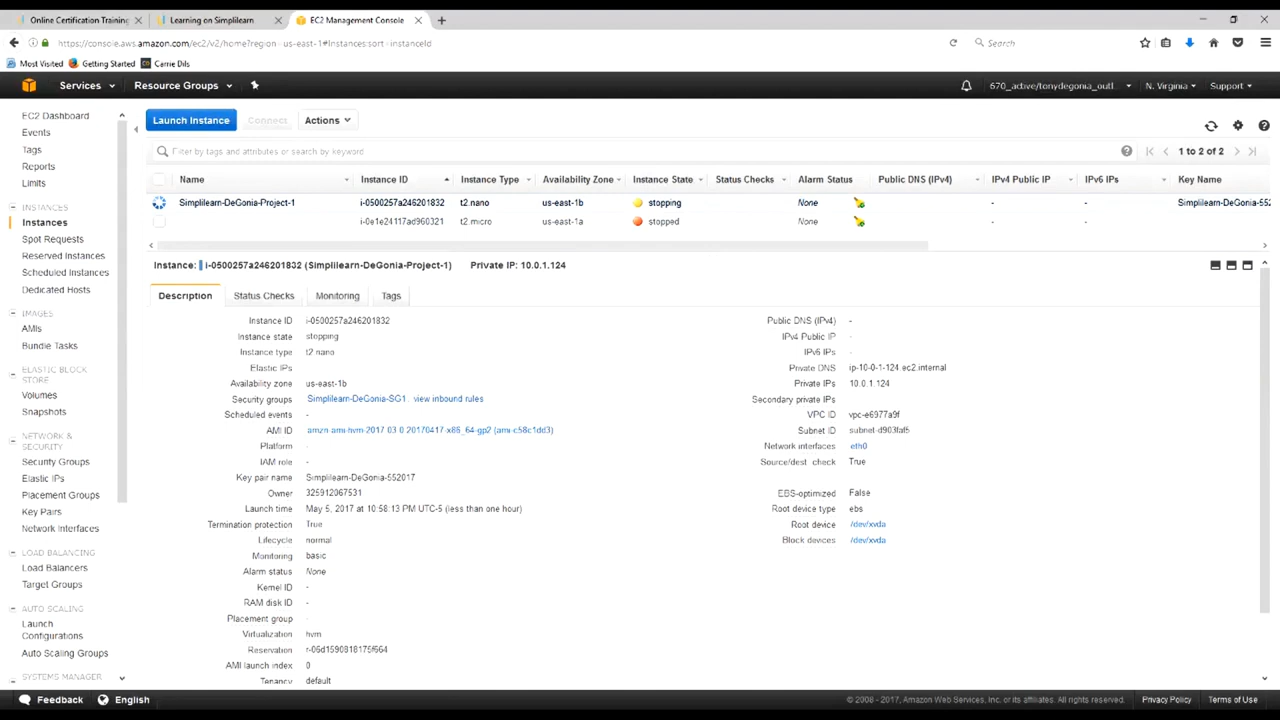 Online Certification Training
Learning on Simplilearn
EC2 Management Console
https://console.aws.amazon.com/ec2/v2/home?region=us-east-1#Instances:sort=instanceId
Search
Most Visited
Getting Started
Carrie Dils
Services
Resource Groups
670_active/tonydegonia_outl...
N. Virginia
Support
EC2 Dashboard
Events
Tags
Reports
Limits
INSTANCES
Instances
Spot Requests
Reserved Instances
Scheduled Instances
Dedicated Hosts
IMAGES
AMIs
Bundle Tasks
ELASTIC BLOCK
STORE
Volumes
Snapshots
NETWORK &
SECURITY
Security Groups
Elastic IPs
Placement Groups
Key Pairs
Network Interfaces
LOAD BALANCING
Load Balancers
Target Groups
AUTO SCALING
Launch
Configurations
Auto Scaling Groups
SYSTEMS MANAGER
Launch Instance
Connect
Actions
Filter by tags and attributes or search by keyword
1 to 2 of 2
Name Instance ID Instance Type Availability Zone Instance State Status Checks Alarm Status Public DNS (IPv4) IPv4 Public IP IPv6 IPs Key Name
Simplilearn-DeGonia-Project-1 i-0500257a246201832 t2.nano us-east-1b stopping None - - Simplilearn-DeGonia-552
i-0e1e24117ad960321 t2.micro us-east-1a stopped None - -
Instance: i-0500257a246201832 (Simplilearn-DeGonia-Project-1) Private IP: 10.0.1.124
Description
Status Checks
Monitoring
Tags
Instance ID i-0500257a246201832
Instance state stopping
Instance type t2.nano
Elastic IPs
Availability zone us-east-1b
Security groups Simplilearn-DeGonia-SG1. view inbound rules
Scheduled events -
AMI ID amzn-ami-hvm-2017.03.0.20170417-x86_64-gp2 (ami-c58c1dd3)
Platform -
IAM role -
Key pair name Simplilearn-DeGonia-552017
Owner 325912067531
Launch time May 5, 2017 at 10:58:13 PM UTC-5 (less than one hour)
Termination protection True
Lifecycle normal
Monitoring basic
Alarm status None
Kernel ID -
RAM disk ID -
Placement group -
Virtualization hvm
Reservation r-06d1590818175f664
AMI launch index 0
Tenancy default
Public DNS (IPv4) -
IPv4 Public IP -
IPv6 IPs -
Private DNS ip-10-0-1-124.ec2.internal
Private IPs 10.0.1.124
Secondary private IPs
VPC ID vpc-e6977a9f
Subnet ID subnet-d903faf5
Network interfaces eth0
Source/dest. check True
EBS-optimized False
Root device type ebs
Root device /dev/xvda
Block devices /dev/xvda
Feedback
English
© 2008 - 2017, Amazon Web Services, Inc. or its affiliates. All rights reserved.
Privacy Policy
Terms of Use